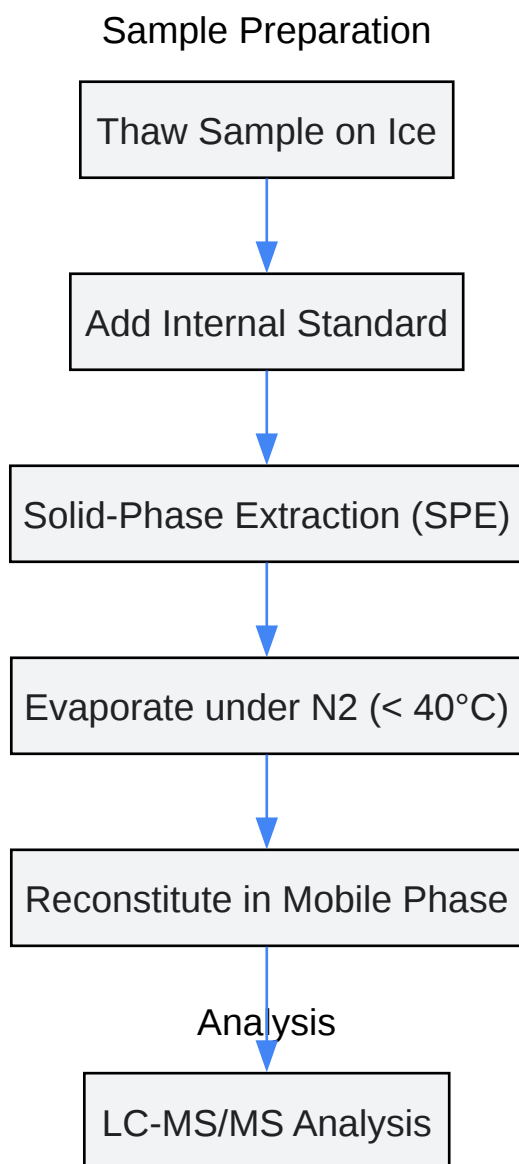 Sample Preparation
Thaw Sample on Ice
Add Internal Standard
Solid-Phase Extraction (SPE)
Evaporate under N2 (< 40°C)
Reconstitute in Mobile Phase
Analysis
LC-MS/MS Analysis